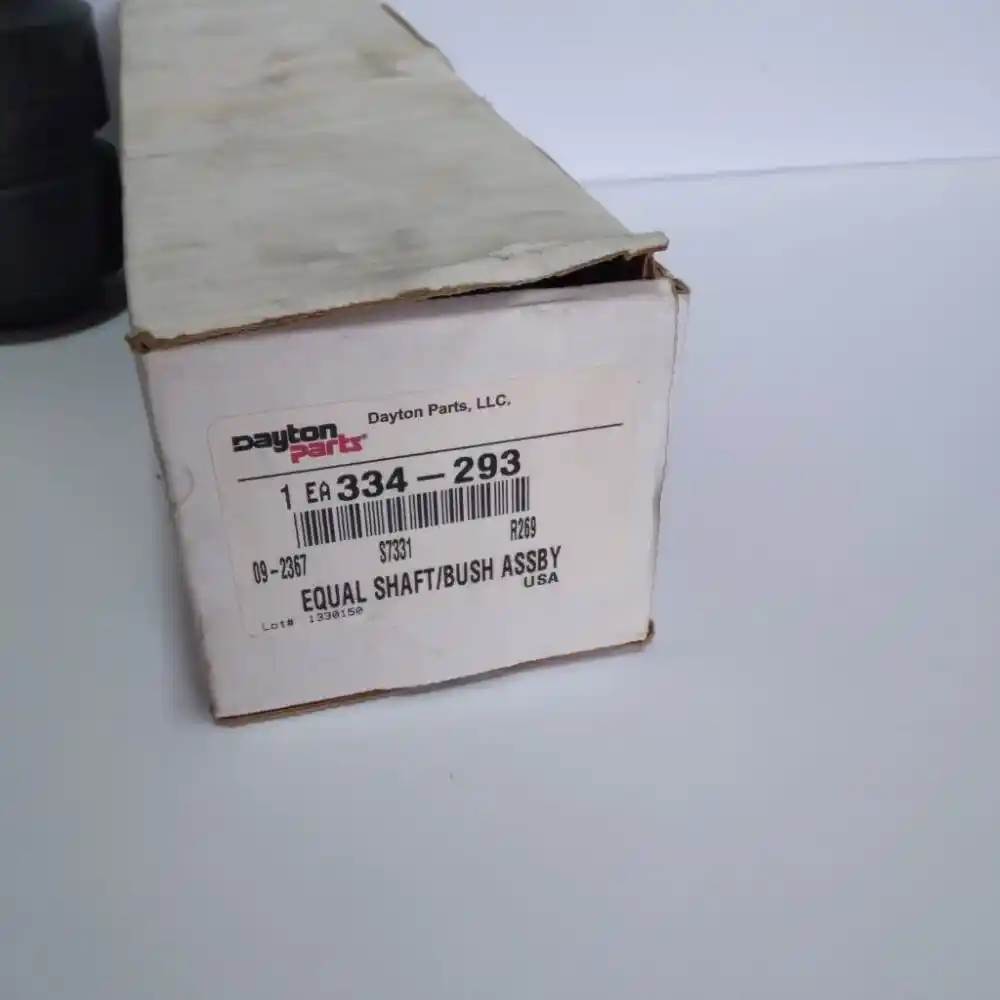 Dayton Parts
Dayton Parts, LLC.
1 EA 334-293
09-2367 S7331 R269
EQUAL SHAFT/BUSH ASSBY
USA
Lot# 1330150